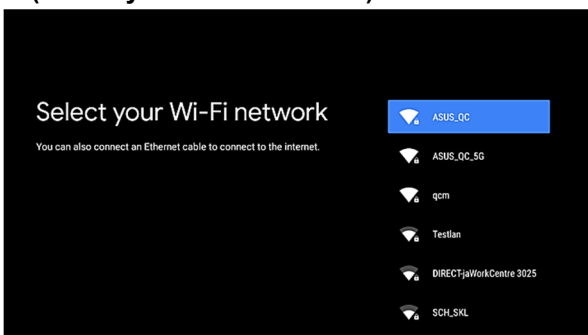 Select your Wi-Fi network
You can also connect an Ethernet cable to connect to the internet.
ASUS_QC
ASUS_QC_5G
qcm
Testlan
DIRECT-jaWorkCentre 3025
SCH_SKL